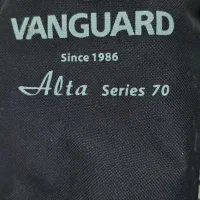 VANGUARD
Since 1986
Alta Series 70